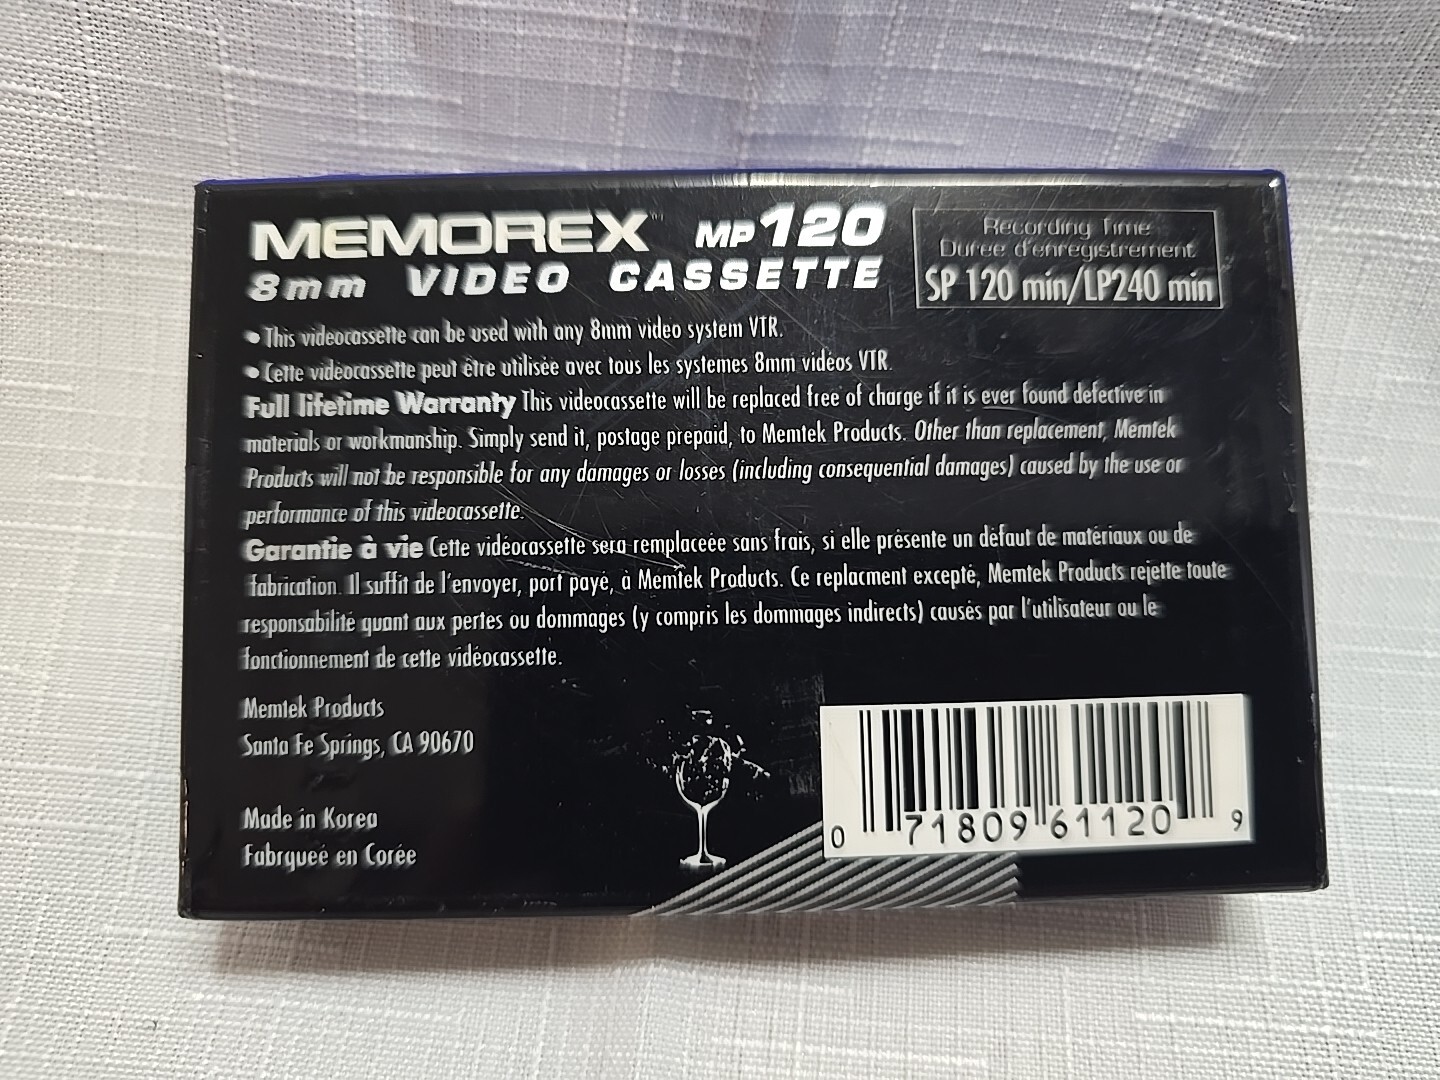 MEMOREX MP120
8mm VIDEO CASSETTE
Recording Time
Durée d'enregistrement
SP 120 min/LP240 min
• This videocassette can be used with any 8mm video system VTR.
• Cette vidéocassette peut être utilisée avec tous les systemes 8mm vidéos VTR.
Full lifetime Warranty This videocassette will be replaced free of charge if it is ever found defective in
materials or workmanship. Simply send it, postage prepaid, to Memtek Products. Other than replacement, Memtek
Products will not be responsible for any damages or losses (including consequential damages) caused by the use or
performance of this videocassette.
Garantie à vie Cette vidéocassette sera remplaceée sans frais, si elle présente un défaut de matériaux ou de
fabrication. Il suffit de l'envoyer, port payé, à Memtek Products. Ce replacment excepté, Memtek Products rejette toute
responsabilité quant aux pertes ou dommages (y compris les dommages indirects) causés par l'utilisateur ou le
fonctionnement de cette vidéocassette.
Memtek Products
Santa Fe Springs, CA 90670
Made in Korea
Fabrqueé en Corée
0 71809 61120 9